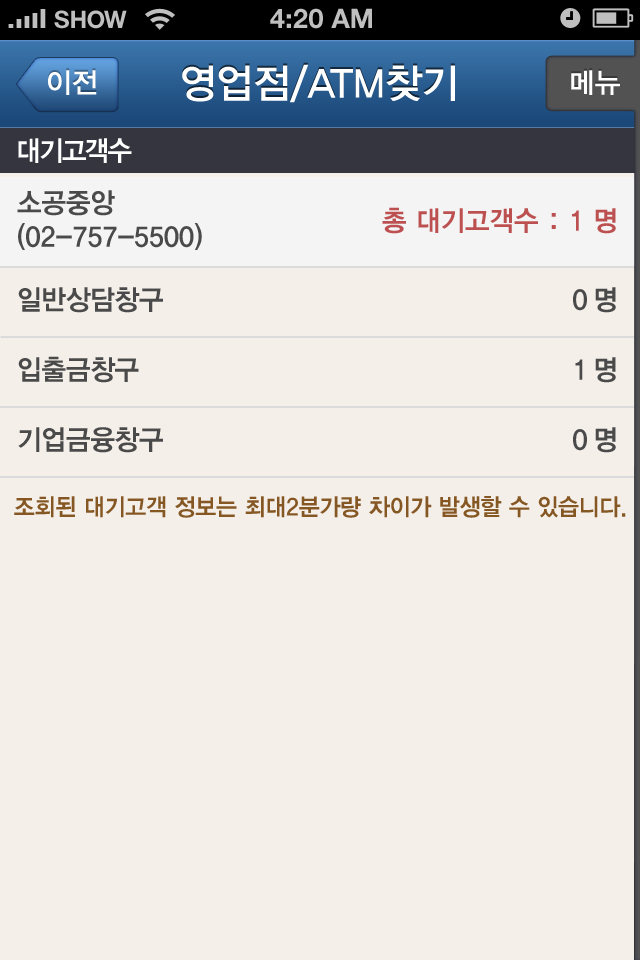 SHOW 4:20 AM
이전 영업점/ATM찾기 메뉴
대기고객수
소공중앙
(02-757-5500) 총 대기고객수 : 1 명
일반상담창구 0 명
입출금창구 1 명
기업금융창구 0 명
조회된 대기고객 정보는 최대2분가량 차이가 발생할 수 있습니다.